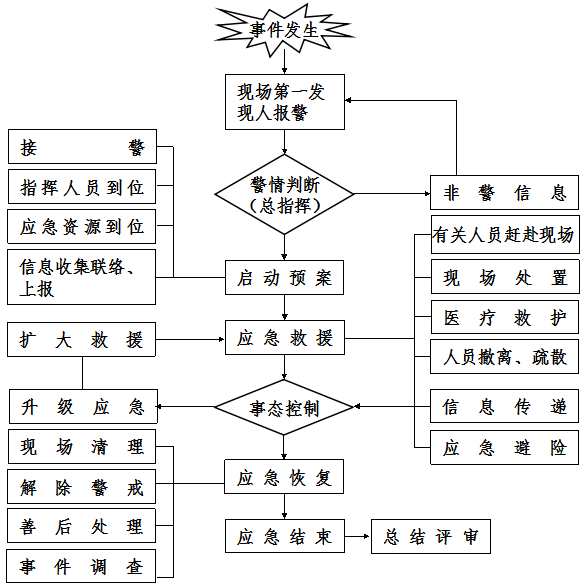 事件发生
现场第一发
现人报警
接警
警情判断
(总指挥)
非警信息
指挥人员到位
应急资源到位
信息收集联络、
上报
启动预案
有关人员赶赴现场
现场处置
医疗救护
人员撤离、疏散
信息传递
应急避险
扩大救援
应急救援
升级应急
事态控制
现场清理
解除警戒
善后处理
事件调查
应急恢复
应急结束
总结评审